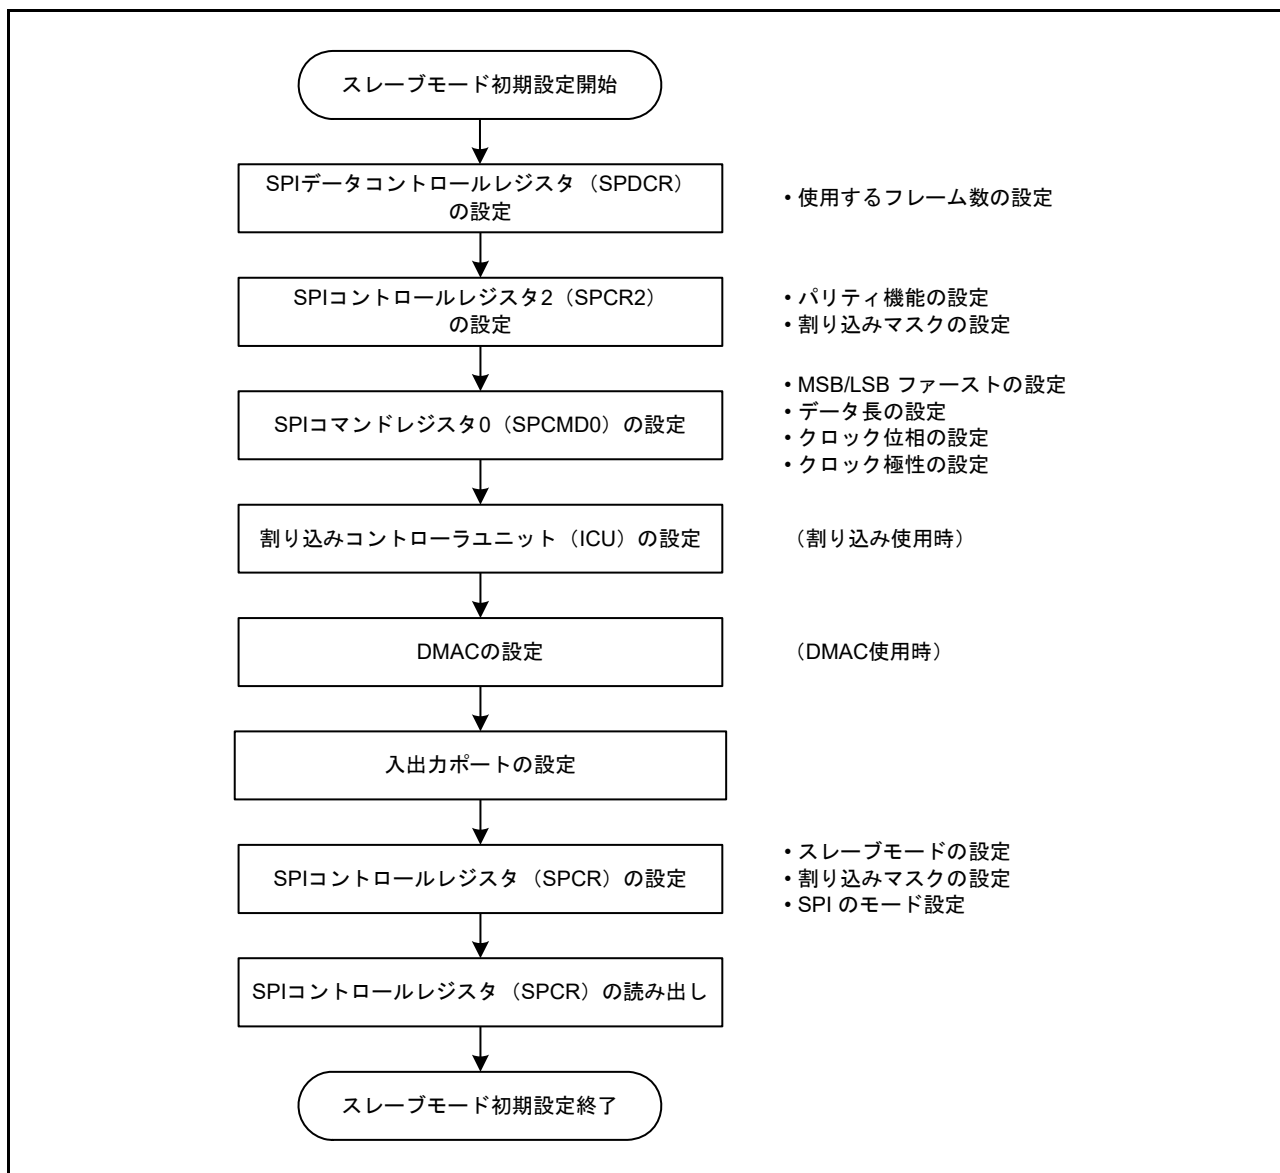 スレーブモード初期設定開始
SPIデータコントロールレジスタ（SPDCR）
の設定
• 使用するフレーム数の設定
SPIコントロールレジスタ2（SPCR2）
の設定
• パリティ機能の設定
• 割り込みマスクの設定
SPIコマンドレジスタ0（SPCMD0）の設定
• MSB/LSB ファーストの設定
• データ長の設定
• クロック位相の設定
• クロック極性の設定
割り込みコントローラユニット（ICU）の設定
（割り込み使用時）
DMACの設定
（DMAC使用時）
入出力ポートの設定
SPIコントロールレジスタ（SPCR）の設定
• スレーブモードの設定
• 割り込みマスクの設定
• SPI のモード設定
SPIコントロールレジスタ（SPCR）の読み出し
スレーブモード初期設定終了